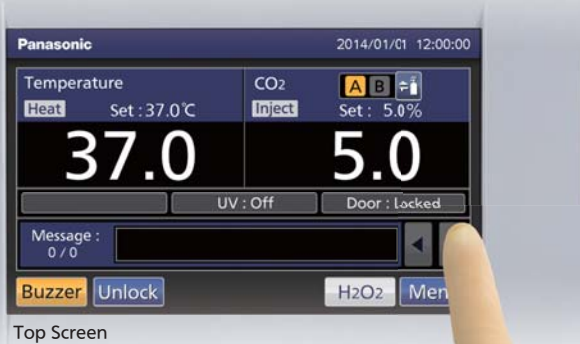 Panasonic 2014/01/01 12:00:00
Temperature CO2 A B
Heat Set : 37.0℃ Inject Set : 5.0%
37.0 5.0
UV : Off Door : Locked
Message :
0 / 0
Buzzer Unlock H2O2 Men
Top Screen